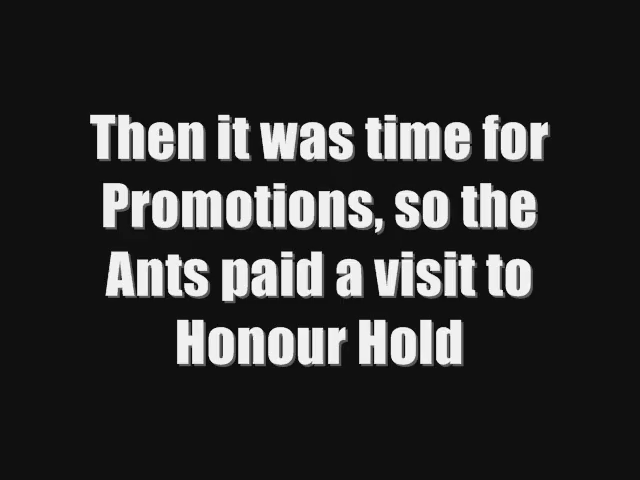 Then it was time for
Promotions, so the
Ants paid a visit to
Honour Hold